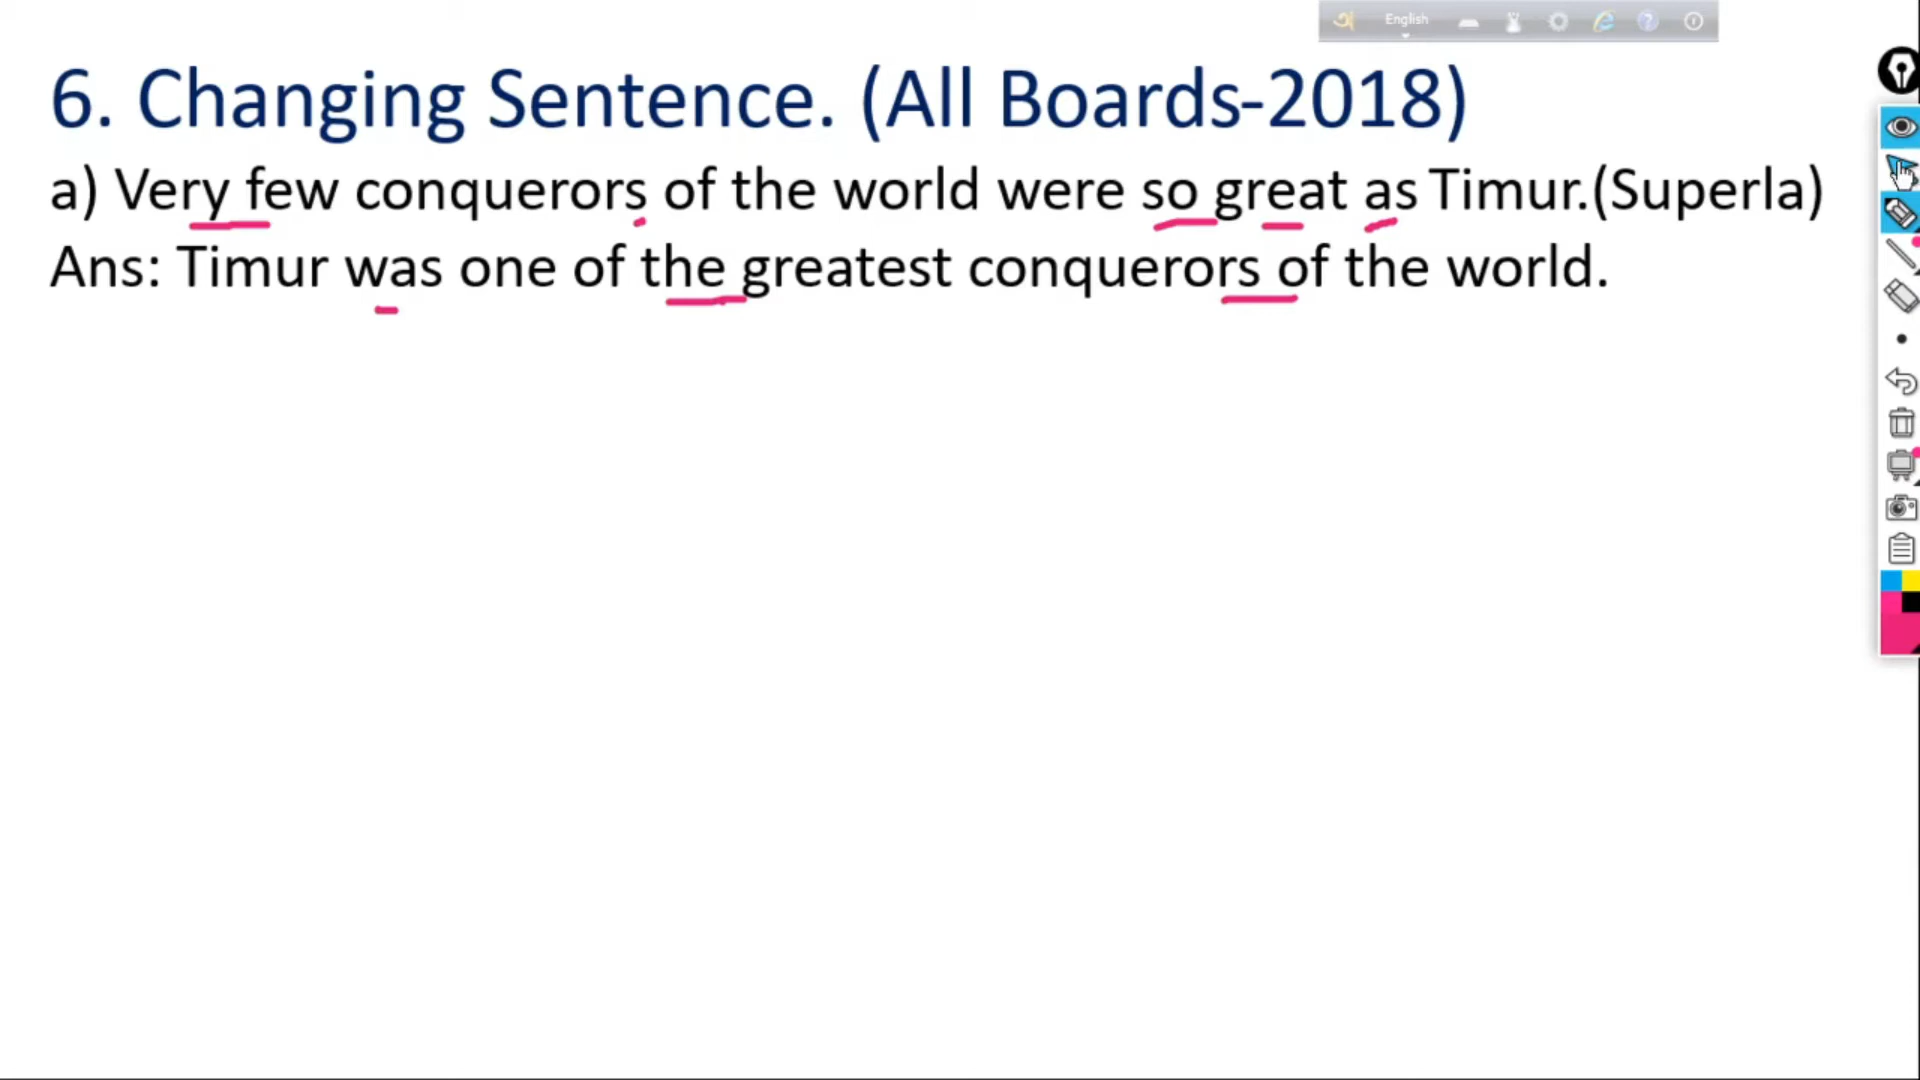 English
6. Changing Sentence. (All Boards-2018)
a) Very few conquerors of the world were so great as Timur.(Superla)
Ans: Timur was one of the greatest conquerors of the world.